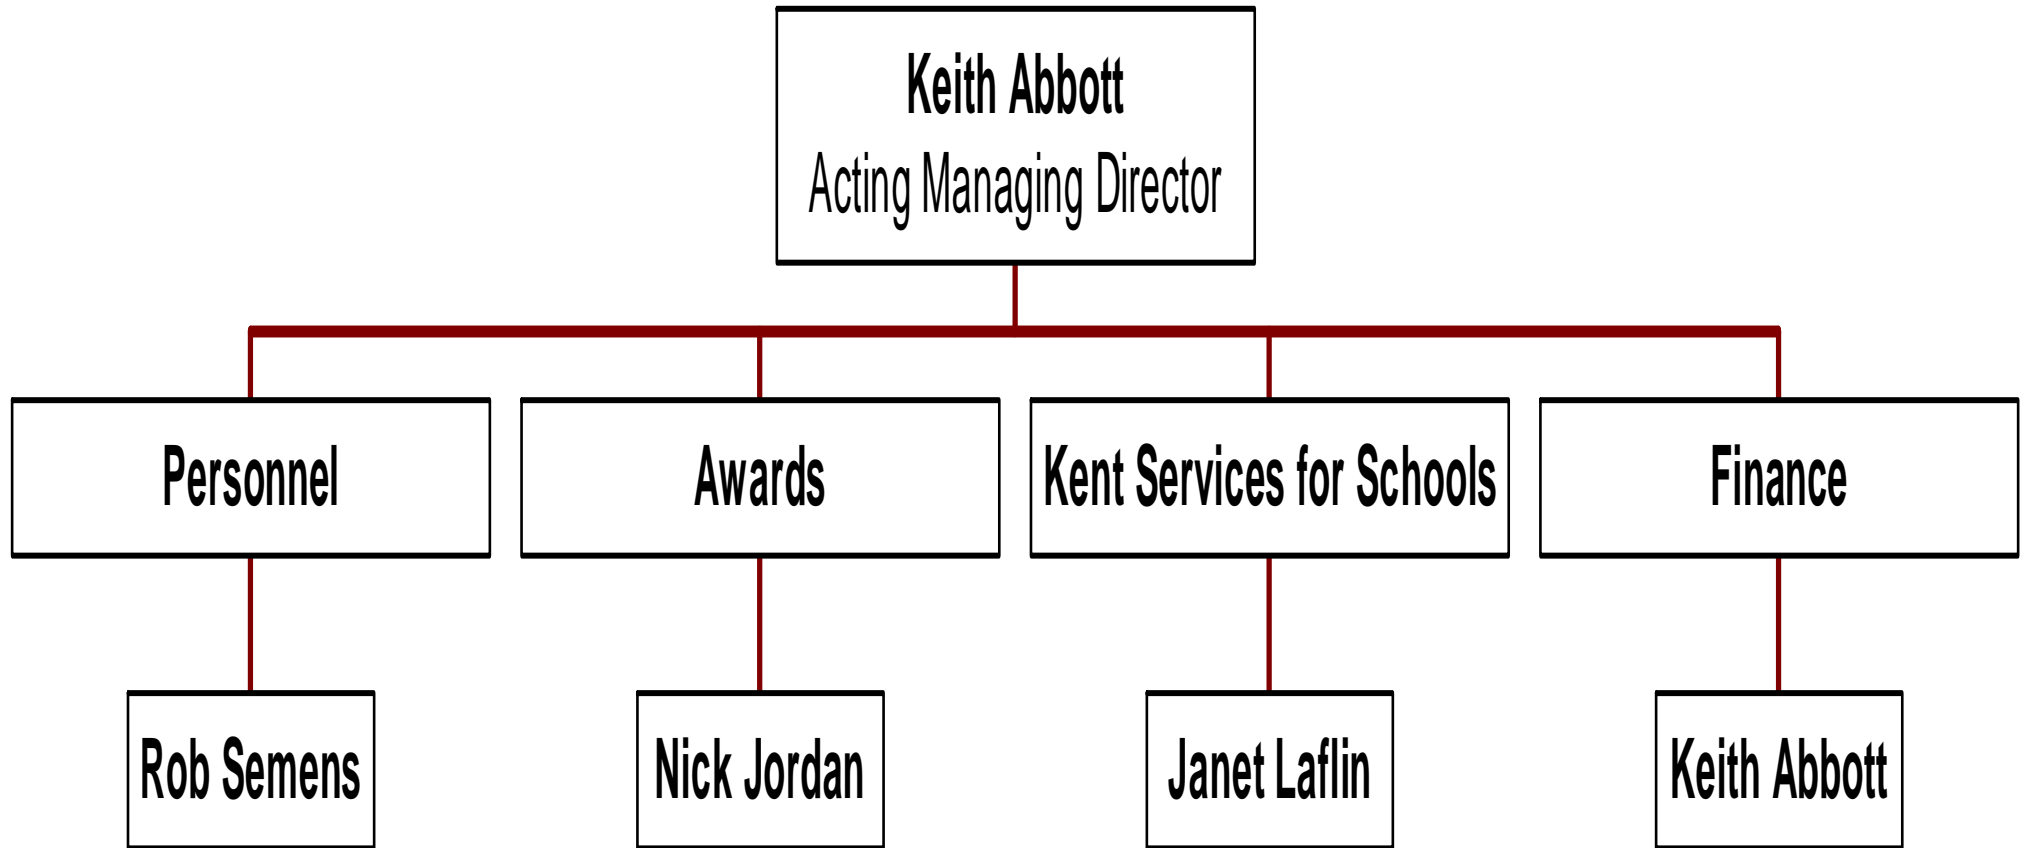 Keith Abbott
Acting Managing Director
Personnel
Awards
Kent Services for Schools
Finance
Rob Semens
Nick Jordan
Janet Laflin
Keith Abbott